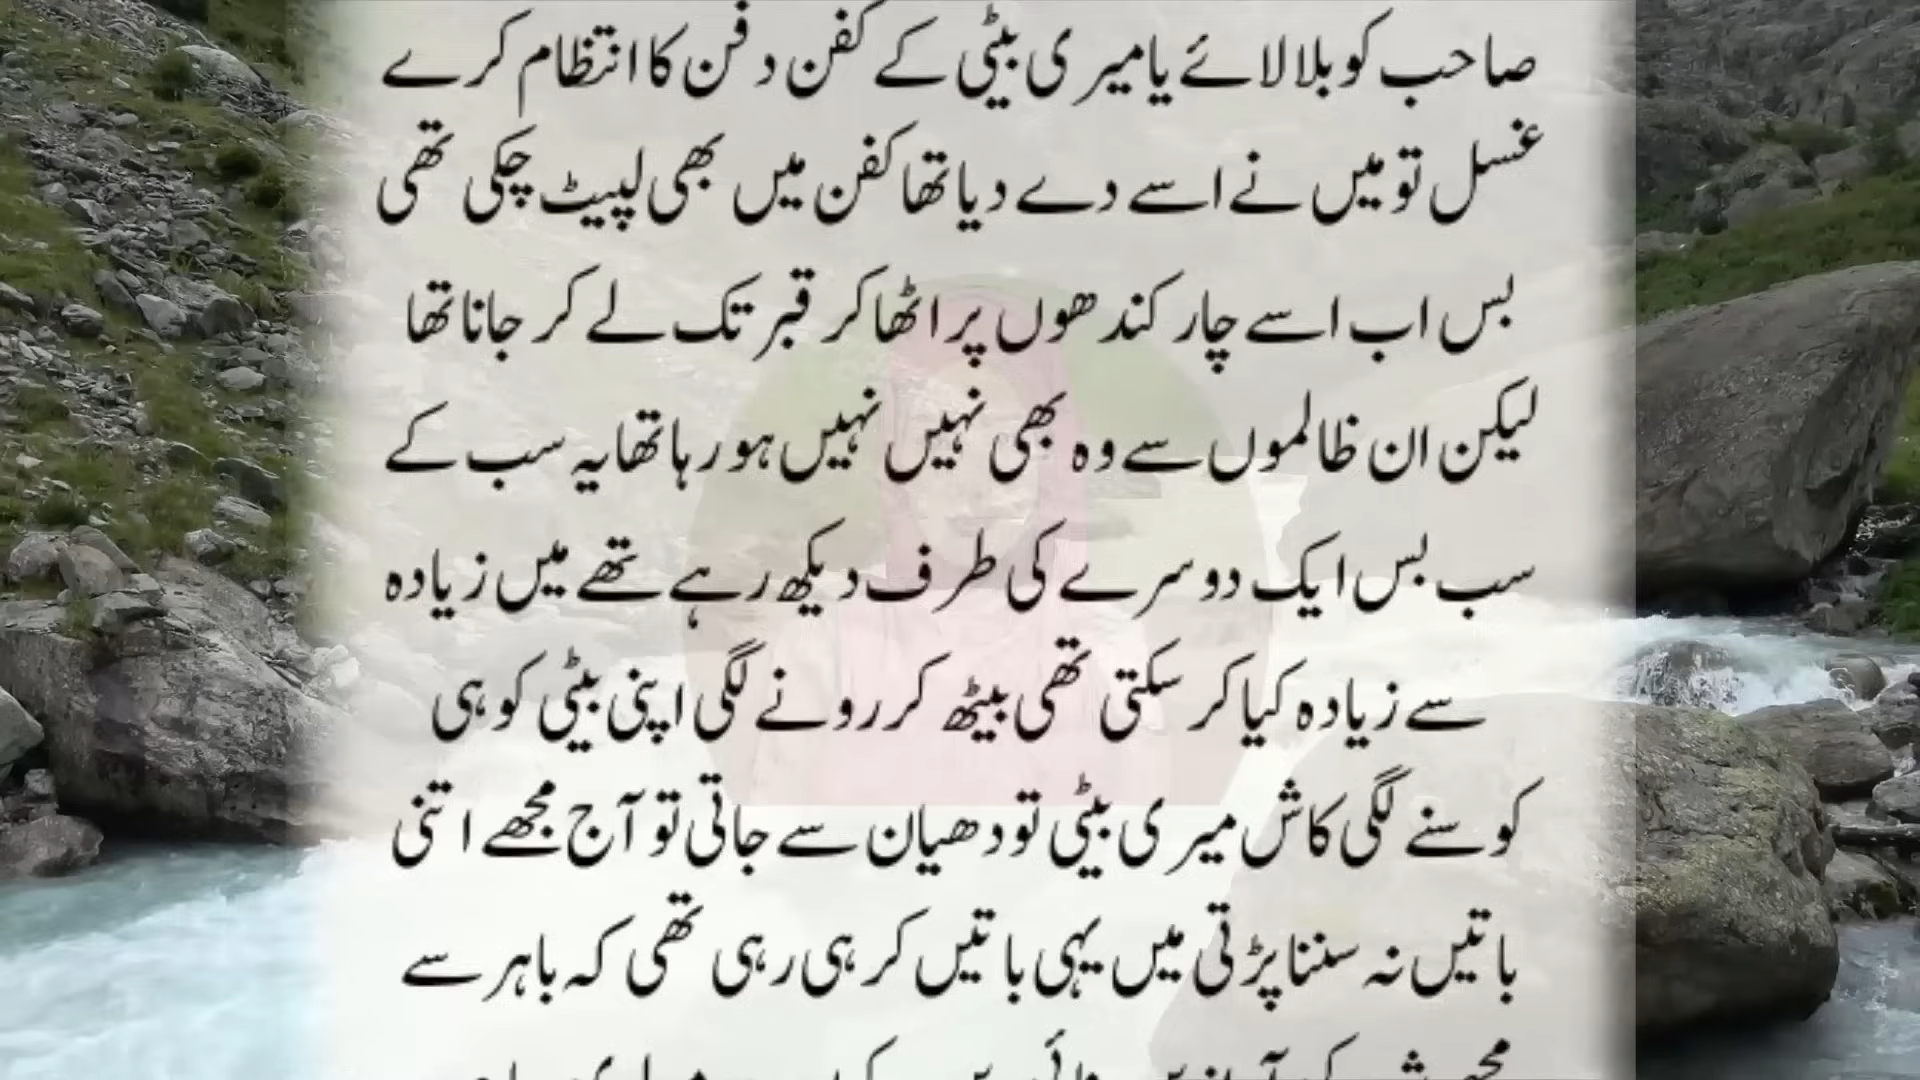 صاحب کو بلا لائے یا میری بیٹی کے کفن دفن کا انتظام کرے
غسل تو میں نے اسے دے دیا تھا کفن میں بھی لپیٹ چکی تھی
بس اب اسے چار کندھوں پر اٹھا کر قبر تک لے کر جانا تھا
لیکن ان ظالموں سے وہ بھی نہیں نہیں ہو رہا تھا یہ سب کے
سب بس ایک دوسرے کی طرف دیکھ رہے تھے میں زیادہ
سے زیادہ کیا کر سکتی تھی بیٹھ کر رونے لگی اپنی بیٹی کو ہی
کوسنے لگی کاش میری بیٹی تو دھیان سے جاتی تو آج مجھے اتنی
باتیں نہ سننا پڑتی میں یہی باتیں کر ہی رہی تھی کہ باہر سے